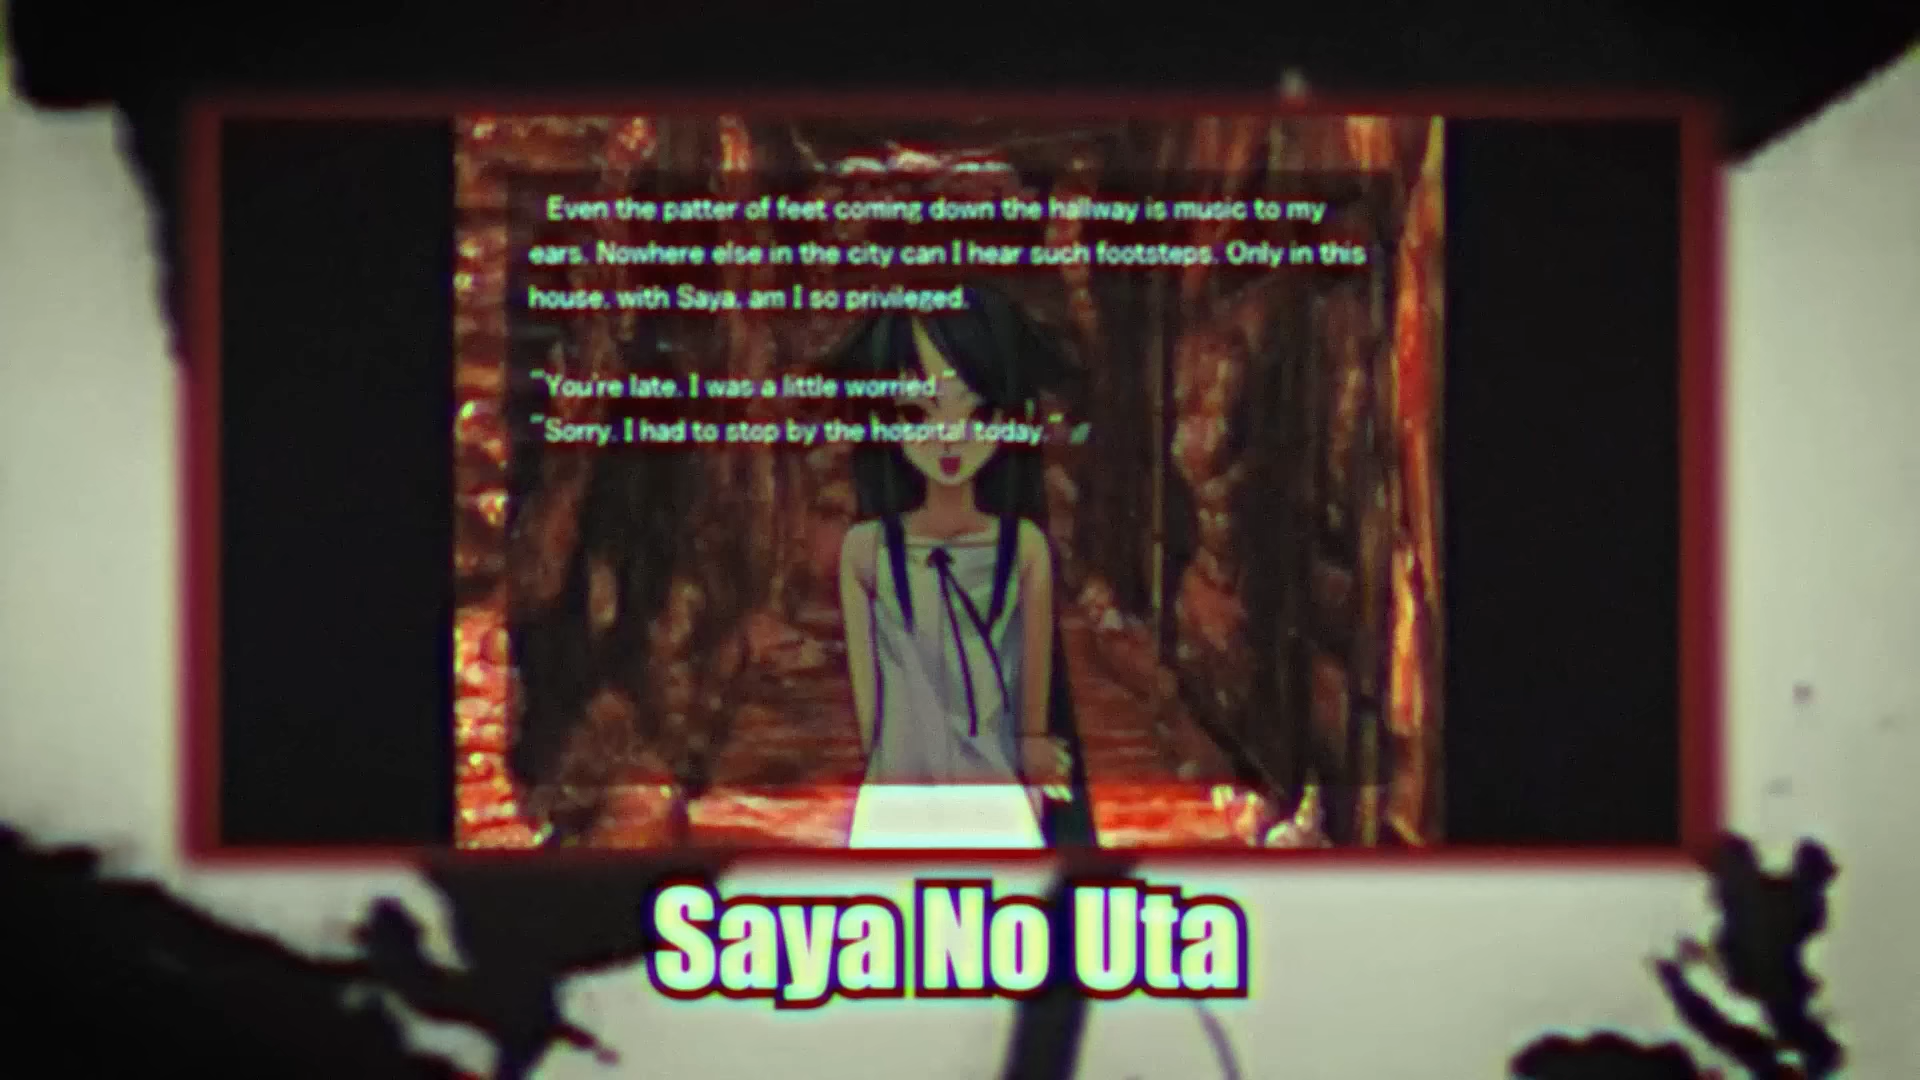 Even the patter of feet coming down the hallway is music to my
ears. Nowhere else in the city can I hear such footsteps. Only in this
house, with Saya, am I so privileged.
"You're late. I was a little worried."
"Sorry. I had to stop by the hospital today."
Saya No Uta